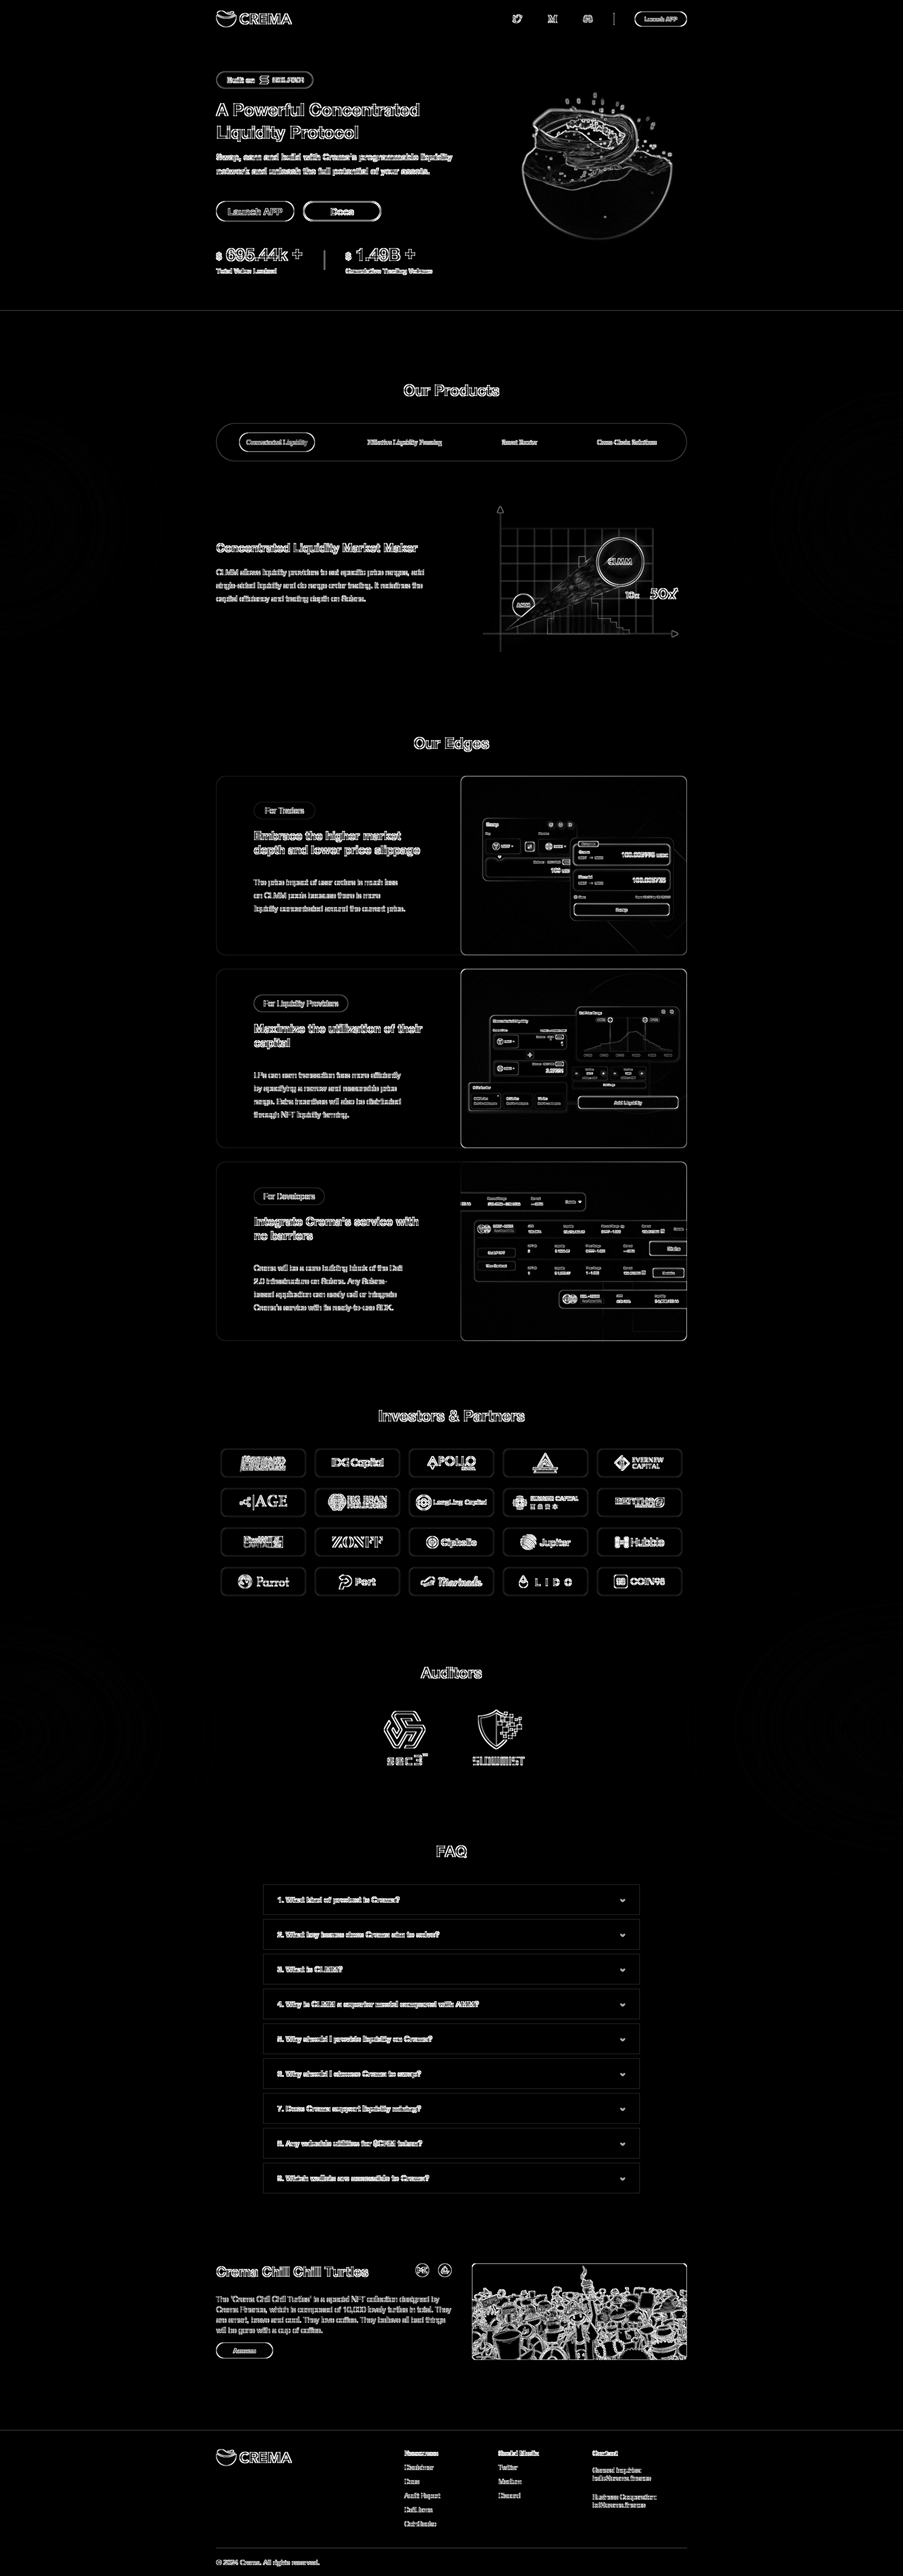 CREMA
Launch APP
Built on SOLANA
A Powerful Concentrated
Liquidity Protocol
Swap, earn and build with Crema's programmable liquidity
network and unleash the full potential of your assets.
Launch APP
Docs
$ 695.44k +
$ 1.49B +
Total Value Locked
Cumulative Trading Volume
Our Products
Concentrated Liquidity
Effective Liquidity Farming
Smart Router
Cross-Chain Solutions
Concentrated Liquidity Market Maker
CLMM allows liquidity providers to set specific price ranges, add
single-sided liquidity and do range order trading. It redefines the
capital efficiency and trading depth on Solana.
CLMM
AMM
10x
50x
Our Edges
For Traders
Embrace the higher market
depth and lower price slippage
The price impact of user orders is much less
on CLMM pools because there is more
liquidity concentrated around the current price.
Swap
Swap
For Liquidity Providers
Maximize the utilization of their
capital
LPs can earn transaction fees more efficiently
by specifying a narrow and reasonable price
range. Extra incentives will also be distributed
through NFT liquidity farming.
Add Liquidity
For Developers
Integrate Crema's service with
no barriers
Crema will be a core building block of the Defi
2.0 infrastructure on Solana. Any Solana-
based application can easily call or integrate
Crema's service with its ready-to-use SDK.
Investors & Partners
IDG Capital
APOLLO
EVERNEW
CAPITAL
AGE
BIG BRAIN
HOLDINGS
LongLing Capital
SUMMER CAPITAL
ZONFF
Cipholio
Jupiter
Hubble
Parrot
Port
Marinade
LIDO
COIN98
Auditors
sec3
SLOWMIST
FAQ
1. What kind of product is Crema?
2. What key issues does Crema aim to solve?
3. What is CLMM?
4. Why is CLMM a superior model compared with AMM?
5. Why should I provide liquidity on Crema?
6. Why should I choose Crema to swap?
7. Does Crema support liquidity mining?
8. Any valuable utilities for $CRM token?
9. Which wallets are accessible to Crema?
Crema Chill Chill Turtles
The 'Crema Chill Chill Turtles' is a special NFT collection designed by
Crema Finance, which is composed of 10,000 lovely turtles in total. They
are smart, brave and cool. They love coffee. They believe all bad things
will be gone with a cup of coffee.
CREMA
Resources
Social Media
Contact
Twitter
Docs
Medium
Audit Report
Discord
General Inquiries:
DefiLlama
Business Cooperation:
CoinGecko
© 2024 Crema. All rights reserved.